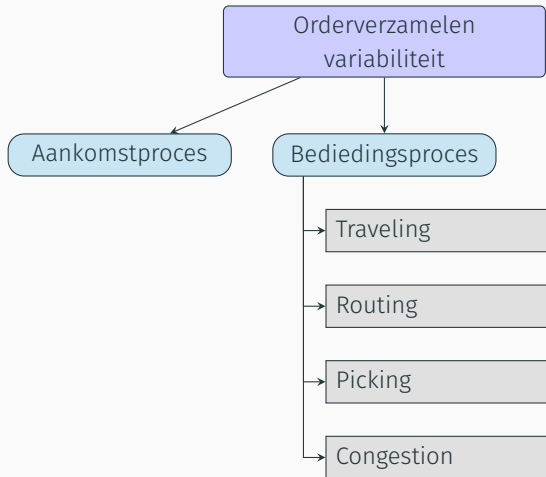 Orderverzamelen
variabiliteit
Aankomstproces
Bediedingsproces
Traveling
Routing
Picking
Congestion